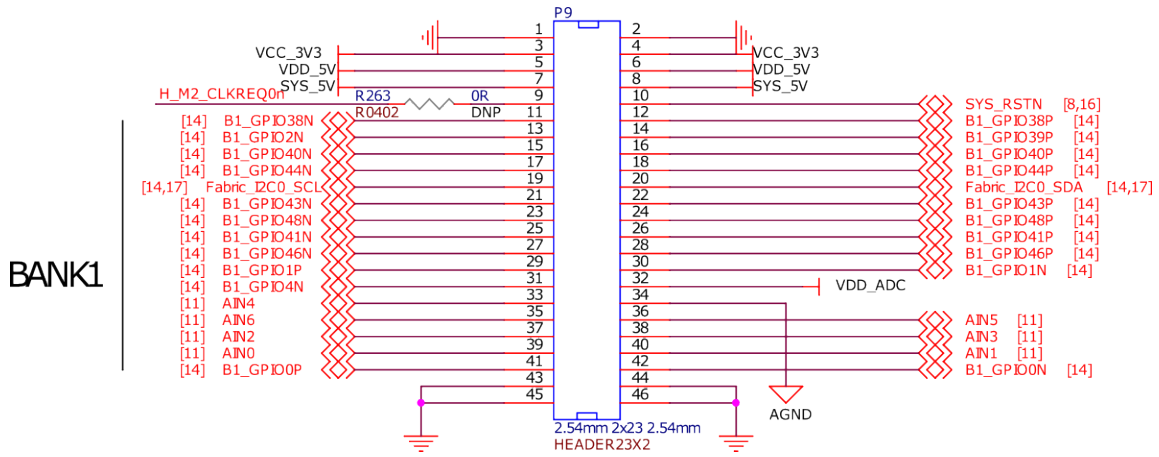 P9
1 2
VCC_3V3 3 4 VCC_3V3
VDD_5V 5 6 VDD_5V
SYS_5V 7 8 SYS_5V
H_M2_CLKREQ0n R263 0R 9 10 SYS_RSTN [8,16]
R0402 DNP
[14] B1_GPIO38N 11 12 B1_GPIO38P [14]
[14] B1_GPIO2N 13 14 B1_GPIO39P [14]
[14] B1_GPIO40N 15 16 B1_GPIO40P [14]
[14] B1_GPIO44N 17 18 B1_GPIO44P [14]
[14,17] Fabric_I2C0_SCL 19 20 Fabric_I2C0_SDA [14,17]
[14] B1_GPIO43N 21 22 B1_GPIO43P [14]
[14] B1_GPIO48N 23 24 B1_GPIO48P [14]
[14] B1_GPIO41N 25 26 B1_GPIO41P [14]
[14] B1_GPIO46N 27 28 B1_GPIO46P [14]
BANK1
[14] B1_GPIO1P 29 30 B1_GPIO1N [14]
[14] B1_GPIO4N 31 32 VDD_ADC
[11] AIN4 33 34
[11] AIN6 35 36 AIN5 [11]
[11] AIN2 37 38 AIN3 [11]
[11] AIN0 39 40 AIN1 [11]
[14] B1_GPIO0P 41 42 B1_GPIO0N [14]
43 44
45 46
AGND
2.54mm 2x23 2.54mm
HEADER23X2